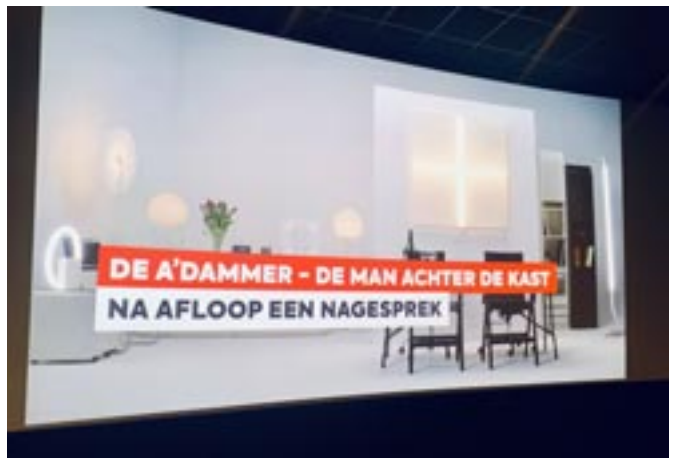 DE A'DAMMER - DE MAN ACHTER DE KAST
NA AFLOOP EEN NAGESPREK